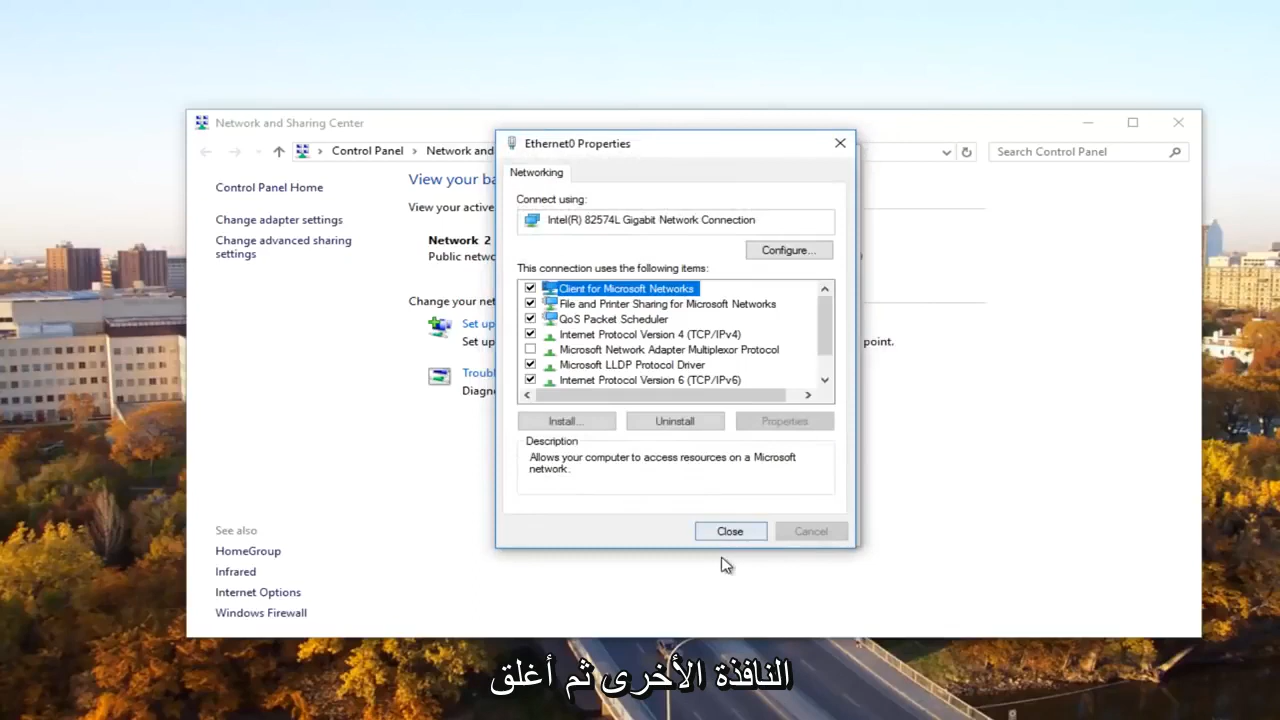 Network and Sharing Center
Control Panel
Network and
Search Control Panel
Control Panel Home
Change adapter settings
Change advanced sharing
settings
See also
HomeGroup
Infrared
Internet Options
Windows Firewall
View your ba
View your active
Network 2
Public netwo
Change your net
Set up
Set up
point.
Troubl
Diagno
Ethernet0 Properties
Networking
Connect using:
Intel(R) 82574L Gigabit Network Connection
Configure...
This connection uses the following items:
Client for Microsoft Networks
File and Printer Sharing for Microsoft Networks
QoS Packet Scheduler
Internet Protocol Version 4 (TCP/IPv4)
Microsoft Network Adapter Multiplexor Protocol
Microsoft LLDP Protocol Driver
Internet Protocol Version 6 (TCP/IPv6)
Install...
Uninstall
Properties
Description
Allows your computer to access resources on a Microsoft
network.
Close
Cancel
النافذة الأخرى ثم أغلق